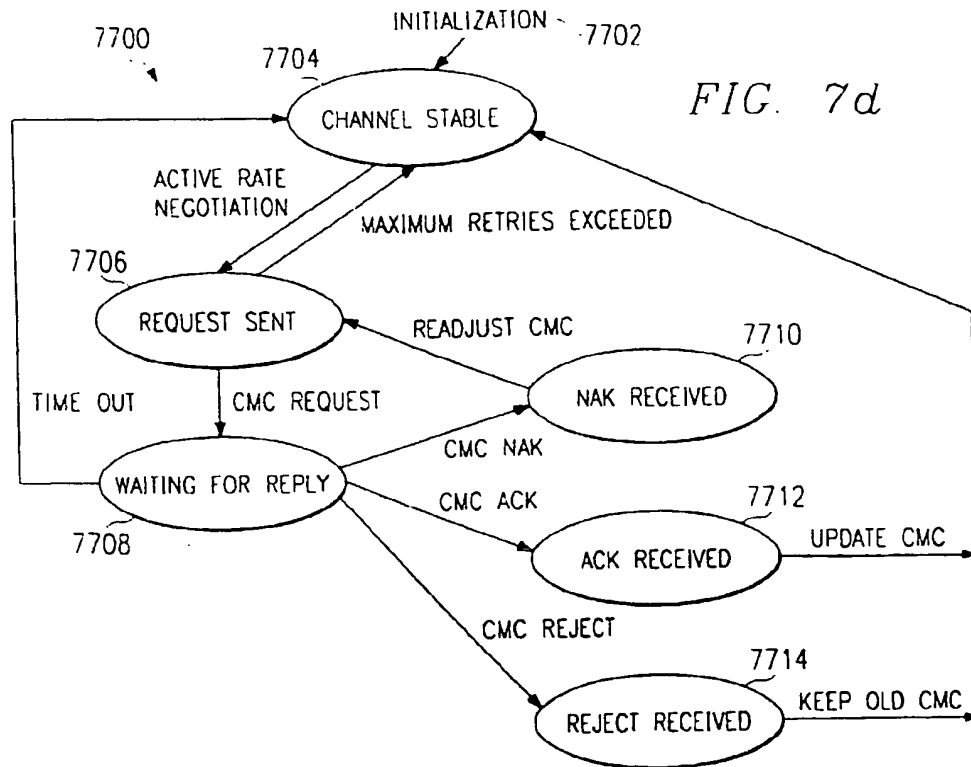 7700
INITIALIZATION
7702
7704
FIG. 7d
CHANNEL STABLE
ACTIVE RATE
NEGOTIATION
MAXIMUM RETRIES EXCEEDED
7706
REQUEST SENT
READJUST CMC
7710
NAK RECEIVED
TIME OUT
CMC REQUEST
CMC NAK
WAITING FOR REPLY
7708
CMC ACK
7712
ACK RECEIVED
UPDATE CMC
CMC REJECT
7714
REJECT RECEIVED
KEEP OLD CMC